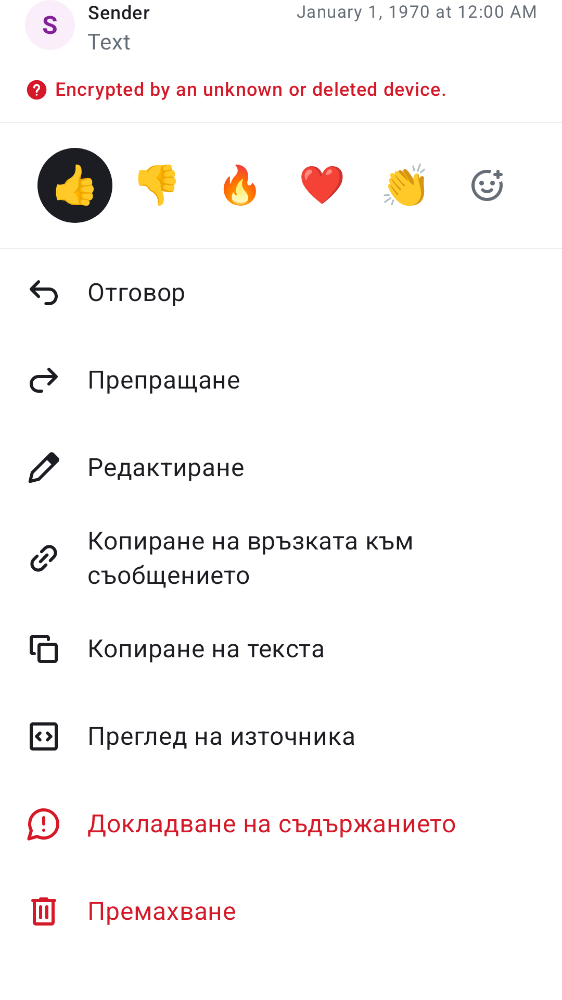 S
Sender
January 1, 1970 at 12:00 AM
Text
Encrypted by an unknown or deleted device.
Отговор
Препращане
Редактиране
Копиране на връзката към
съобщението
Копиране на текста
Преглед на източника
Докладване на съдържанието
Премахване